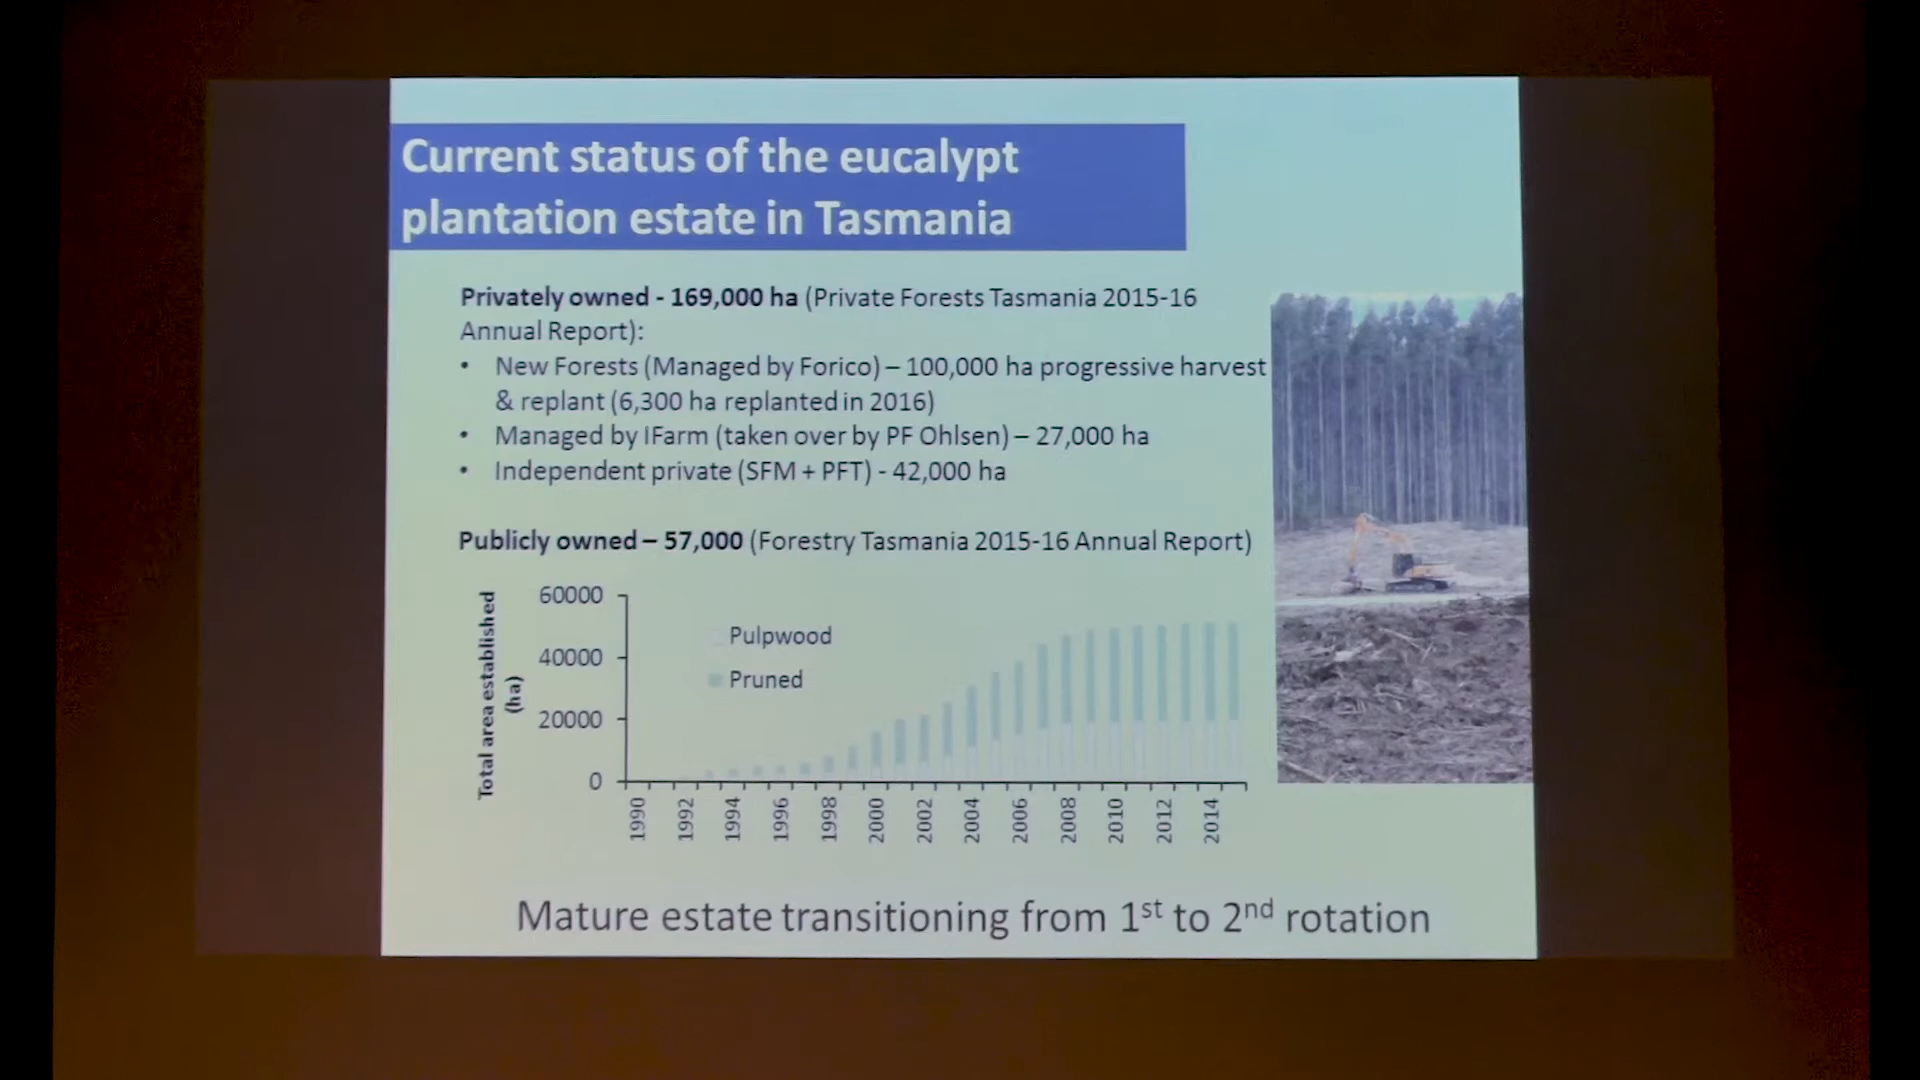 Current status of the eucalypt
plantation estate in Tasmania
Privately owned - 169,000 ha (Private Forests Tasmania 2015-16
Annual Report):
• New Forests (Managed by Forico) – 100,000 ha progressive harvest
& replant (6,300 ha replanted in 2016)
• Managed by IFarm (taken over by PF Ohlsen) – 27,000 ha
• Independent private (SFM + PFT) - 42,000 ha
Publicly owned – 57,000 (Forestry Tasmania 2015-16 Annual Report)
Total area established
(ha)
60000
40000
20000
0
Pulpwood
Pruned
1990
1992
1994
1996
1998
2000
2002
2004
2006
2008
2010
2012
2014
Mature estate transitioning from 1st to 2nd rotation